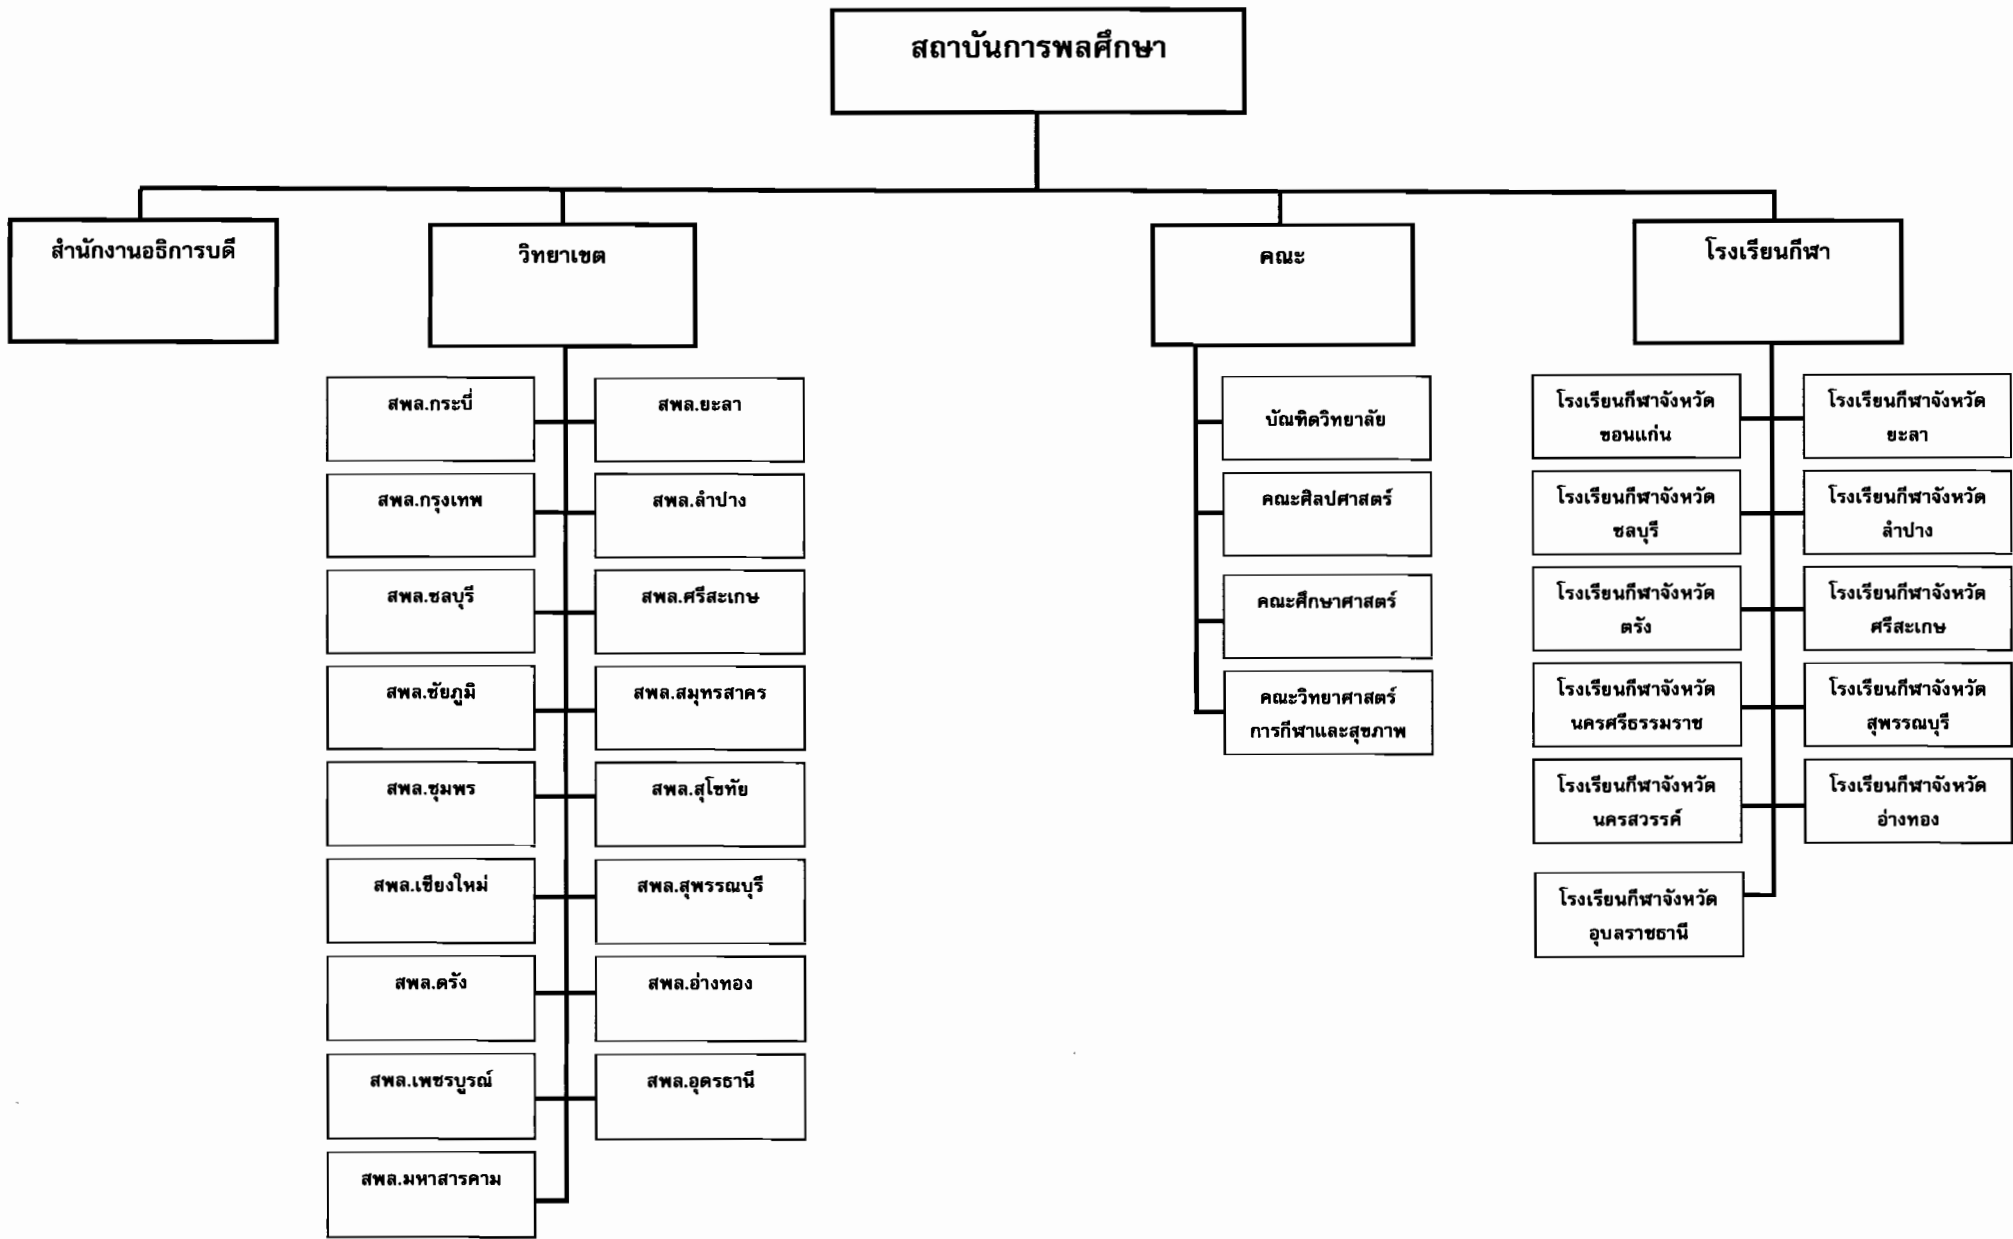 สถาบันการพลศึกษา
สำนักงานอธิการบดี
วิทยาเขต
คณะ
โรงเรียนกีฬา
สพล.กระบี่
สพล.ยะลา
สพล.กรุงเทพ
สพล.ลำปาง
สพล.ชลบุรี
สพล.ศรีสะเกษ
สพล.ชัยภูมิ
สพล.สมุทรสาคร
สพล.ชุมพร
สพล.สุโขทัย
สพล.เชียงใหม่
สพล.สุพรรณบุรี
สพล.ตรัง
สพล.อ่างทอง
สพล.เพชรบูรณ์
สพล.อุดรธานี
สพล.มหาสารคาม
บัณฑิตวิทยาลัย
คณะศิลปศาสตร์
คณะศึกษาศาสตร์
คณะวิทยาศาสตร์
การกีฬาและสุขภาพ
โรงเรียนกีฬาจังหวัด
ขอนแก่น
โรงเรียนกีฬาจังหวัด
ยะลา
โรงเรียนกีฬาจังหวัด
ชลบุรี
โรงเรียนกีฬาจังหวัด
ลำปาง
โรงเรียนกีฬาจังหวัด
ตรัง
โรงเรียนกีฬาจังหวัด
ศรีสะเกษ
โรงเรียนกีฬาจังหวัด
นครศรีธรรมราช
โรงเรียนกีฬาจังหวัด
สุพรรณบุรี
โรงเรียนกีฬาจังหวัด
นครสวรรค์
โรงเรียนกีฬาจังหวัด
อ่างทอง
โรงเรียนกีฬาจังหวัด
อุบลราชธานี